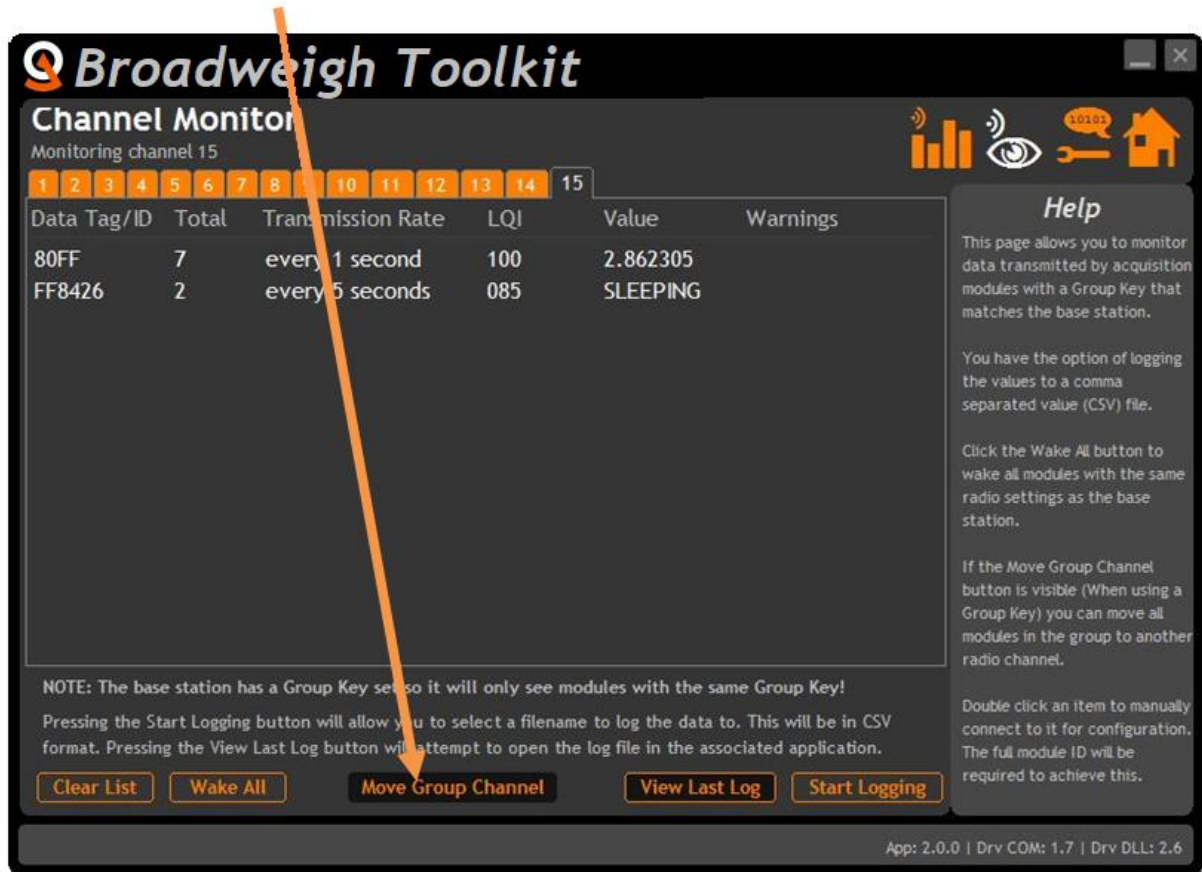 Broadweigh Toolkit
Channel Monitor
Monitoring channel 15
1 2 3 4 5 6 7 8 9 10 11 12 13 14 15
Data Tag/ID Total Transmission Rate LQI Value Warnings
80FF 7 every 1 second 100 2.862305
FF8426 2 every 5 seconds 085 SLEEPING
NOTE: The base station has a Group Key set so it will only see modules with the same Group Key!
Pressing the Start Logging button will allow you to select a filename to log the data to. This will be in CSV
format. Pressing the View Last Log button will attempt to open the log file in the associated application.
Clear List Wake All Move Group Channel View Last Log Start Logging
10101
Help
This page allows you to monitor
data transmitted by acquisition
modules with a Group Key that
matches the base station.
You have the option of logging
the values to a comma
separated value (CSV) file.
Click the Wake All button to
wake all modules with the same
radio settings as the base
station.
If the Move Group Channel
button is visible (When using a
Group Key) you can move all
modules in the group to another
radio channel.
Double click an item to manually
connect to it for configuration.
The full module ID will be
required to achieve this.
App: 2.0.0 | Drv COM: 1.7 | Drv DLL: 2.6